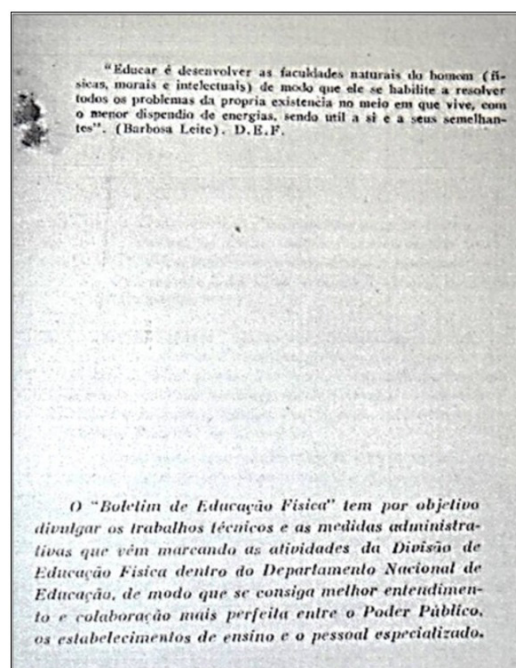 "Educar é desenvolver as faculdades naturais do homem (fi-
sicas, morais e intelectuais) de modo que ele se habilite a resolver
todos os problemas da propria existencia no meio em que vive, com
o menor dispendio de energias, sendo util a si e a seus semelhan-
tes". (Barbosa Leite). D.E.F.
O "Boletim de Educação Física" tem por objetivo
divulgar os trabalhos técnicos e as medidas administra-
tivas que vêm marcando as atividades da Divisão de
Educação Física dentro do Departamento Nacional de
Educação, de modo que se consiga melhor entendimen-
to e colaboração mais perfeita entre o Poder Público,
os estabelecimentos de ensino e o pessoal especializado.